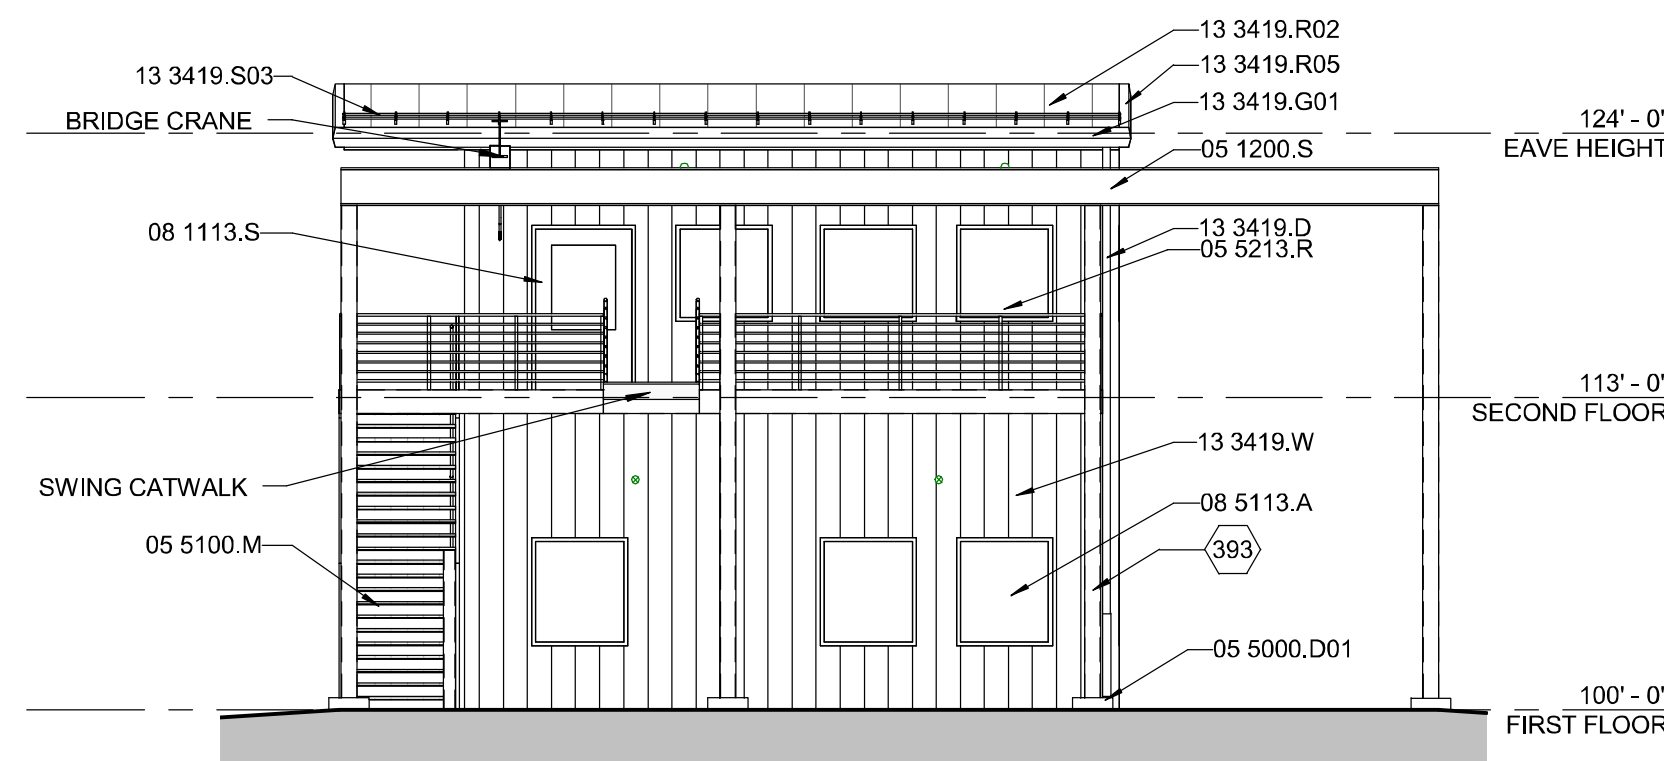 13 3419.R02
13 3419.R05
13 3419.S03
13 3419.G01
BRIDGE CRANE
124' - 0"
EAVE HEIGHT
05 1200.S
08 1113.S
13 3419.D
05 5213.R
113' - 0"
SECOND FLOOR
13 3419.W
SWING CATWALK
08 5113.A
05 5100.M
393
05 5000.D01
100' - 0"
FIRST FLOOR